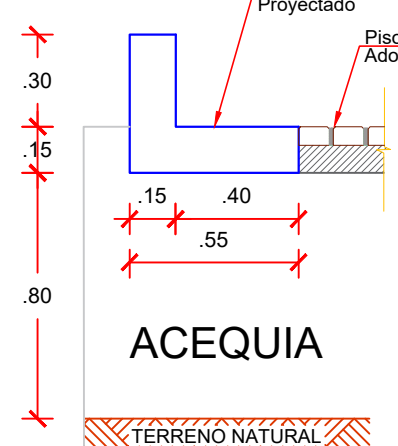 Proyectado
.30
.15
.15 .40
.55
.80
ACEQUIA
TERRENO NATURAL